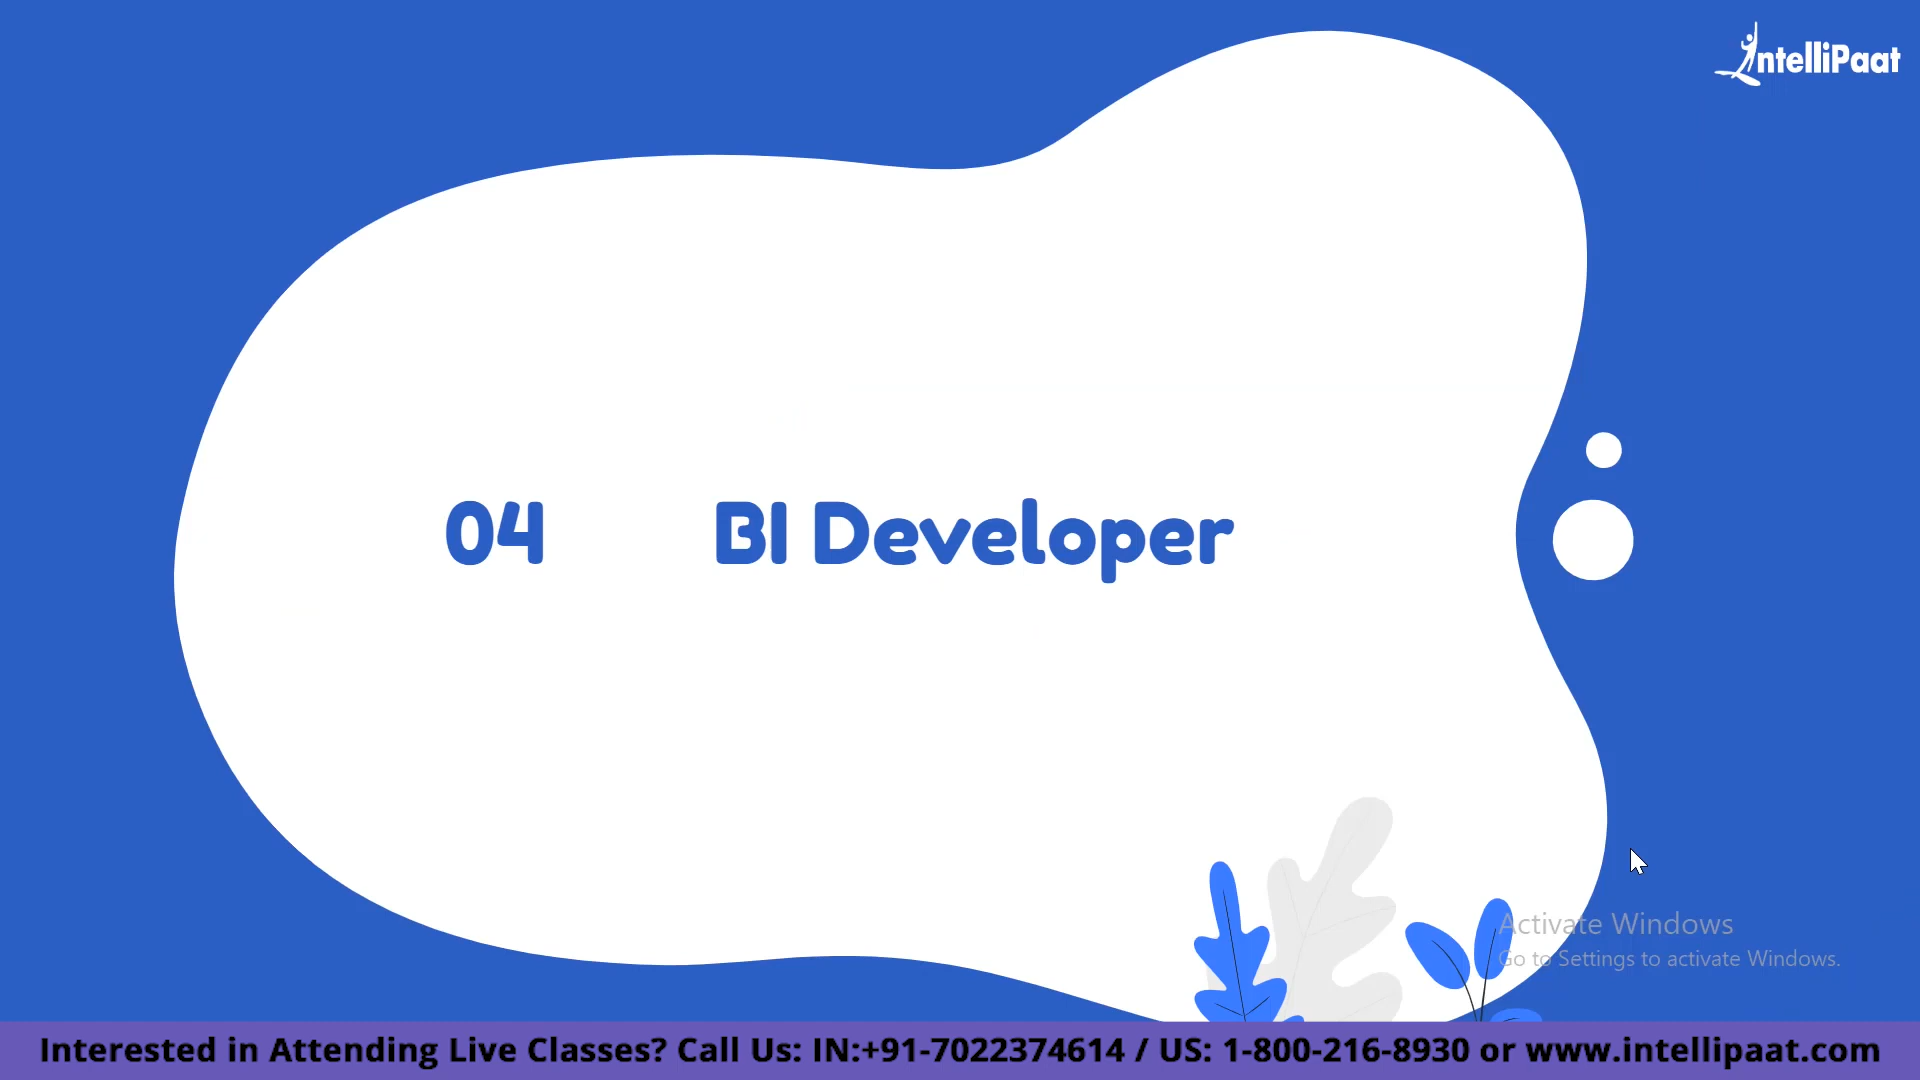 IntelliPaat
04 BI Developer
Activate Windows
Go to Settings to activate Windows.
Interested in Attending Live Classes? Call Us: IN:+91-7022374614 / US: 1-800-216-8930 or www.intellipaat.com